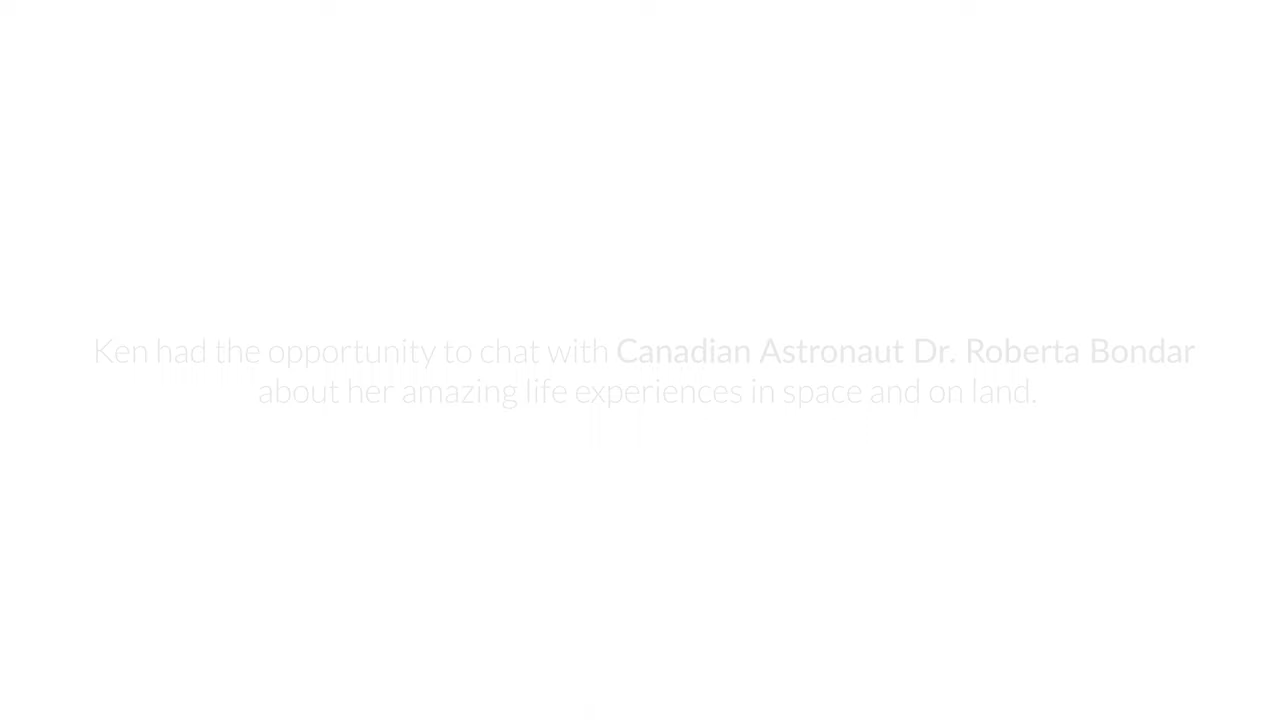 Ken had the opportunity to chat with Canadian Astronaut Dr. Roberta Bondar
about her amazing life experiences in space and on land.